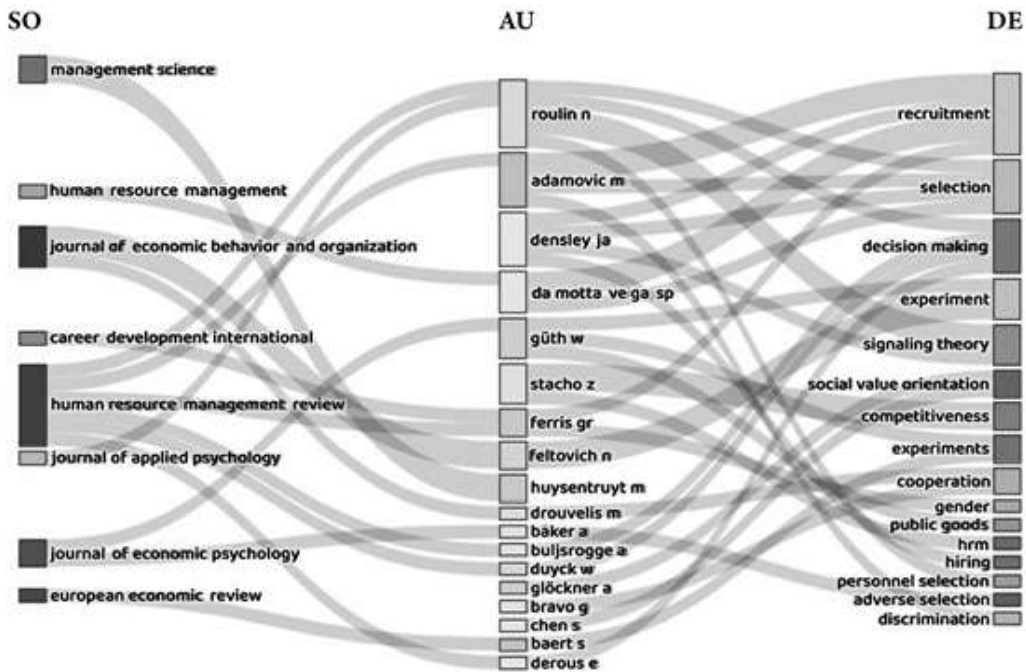 SO
AU
DE
management science
human resource management
journal of economic behavior and organization
career development international
human resource management review
journal of applied psychology
journal of economic psychology
european economic review
roulin n
adamovic m
densley ja
da motta veiga sp
güth w
stacho z
ferris gr
feltovich n
huysentruyt m
drouvelis m
baker a
buijsrogge a
duyck w
glöckner a
bravo g
chen s
baert s
derous e
recruitment
selection
decision making
experiment
signaling theory
social value orientation
competitiveness
experiments
cooperation
gender
public goods
hrm
hiring
personnel selection
adverse selection
discrimination